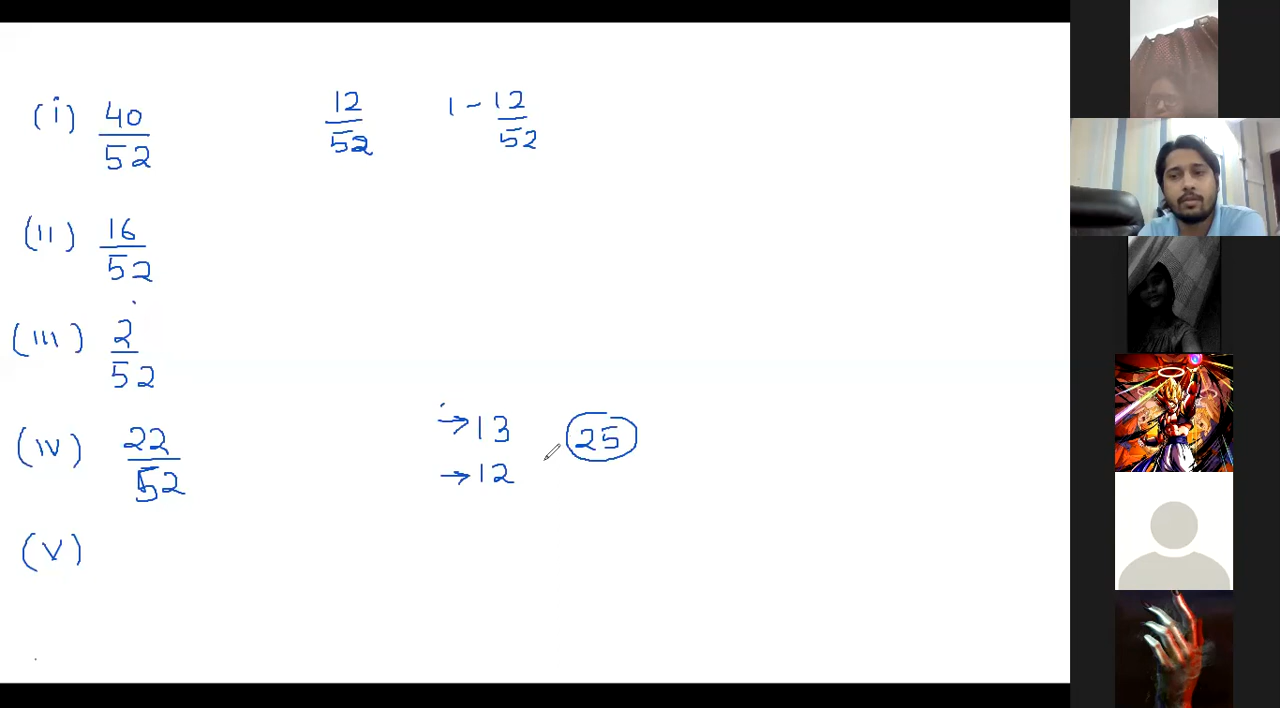 (i) 40/52 12/52 1 - 12/52
(ii) 16/52
(iii) 2/52
(iv) 22/52 → 13 25
→ 12
(v)